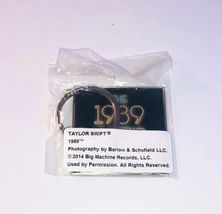 THE
1989
TAYLOR SWIFT®
1989™
Photography by Barlow & Schofield LLC.
©2014 Big Machine Records, LLC.
Used by Permission. All Rights Reserved.